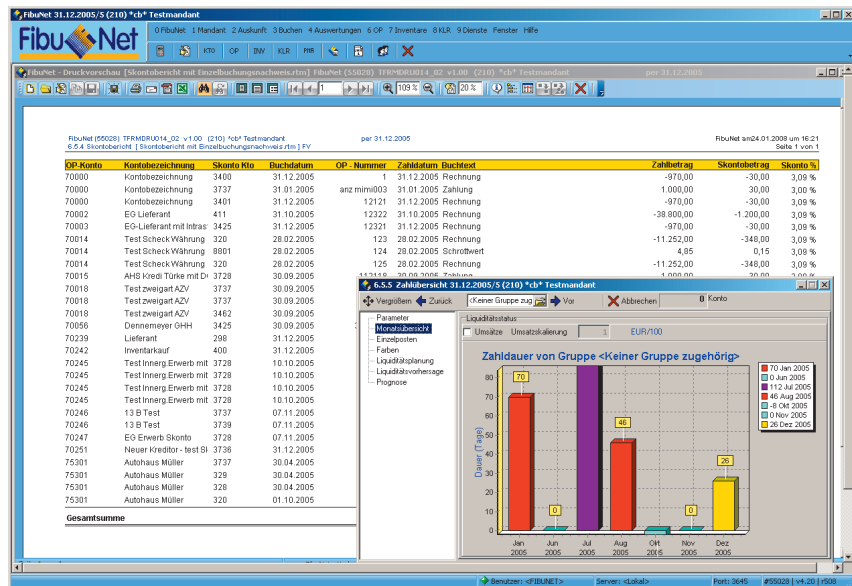 FibuNet 31.12.2005/5 (210) *cb* Testmandant
FibuNet
0 FibuNet 1 Mandant 2 Auskunft 3 Buchen 4 Auswertungen 6 OP 7 Inventare 8 KLR 9 Dienste Fenster Hilfe
KTO OP INV KLR PHR
FibuNet - Druckvorschau [Skontobericht mit Einzelbuchungsnachweis.rtm] FibuNet (55028) TFRMDRU014_02 v1.00 (210) *cb* Testmandant per 31.12.2005
1 109 % 20 %
FibuNet (55028) TFRMDRU014_02 v1.00 (210) *cb* Testmandant per 31.12.2005 FibuNet am24.01.2008 um 16:21
6.5.4 Skontobericht [ Skontobericht mit Einzelbuchungsnachweis.rtm ] FV Seite 1 von 1
OP-Konto Kontobezeichnung Skonto Kto Buchdatum OP - Nummer Zahldatum Buchtext Zahlbetrag Skontobetrag Skonto %
70000 Kontobezeichnung 3400 31.12.2005 1 31.12.2005 Rechnung -970,00 -30,00 3,09 %
70000 Kontobezeichnung 3737 31.01.2005 anz mimi003 31.01.2005 Zahlung 1.000,00 30,00 3,00 %
70000 Kontobezeichnung 3401 31.12.2005 12121 31.12.2005 Rechnung -970,00 -30,00 3,09 %
70002 EG Lieferant 411 31.10.2005 12322 31.10.2005 Rechnung -38.800,00 -1.200,00 3,09 %
70003 EG-Lieferant mit Intras 3425 31.12.2005 12321 31.12.2005 Rechnung -970,00 -30,00 3,09 %
70014 Test Scheck Währung 320 28.02.2005 123 28.02.2005 Rechnung -11.252,00 -348,00 3,09 %
70014 Test Scheck Währung 8801 28.02.2005 124 28.02.2005 Schrottwert 4,85 0,15 3,09 %
70014 Test Scheck Währung 320 28.02.2005 125 28.02.2005 Rechnung -11.252,00 -348,00 3,09 %
70015 AHS Kredi Türke mit D 3728 30.09.2005 112118 30.09.2005 Zahlung 1.000,00 30,00
70018 Test zweigart AZV 3737 30.09.2005
70018 Test zweigart AZV 3737 30.09.2005
70018 Test zweigart AZV 3462 30.09.2005
70056 Dennemeyer GHH 3425 30.09.2005
70239 Lieferant 298 31.12.2005
70242 Inventarkauf 400 31.12.2005
70245 Test Innerg.Erwerb mit 3728 10.10.2005
70245 Test Innerg.Erwerb mit 3728 10.10.2005
70245 Test Innerg.Erwerb mit 3728 10.10.2005
70245 Test Innerg.Erwerb mit 3728 10.10.2005
70246 13 B Test 3737 07.11.2005
70246 13 B Test 3739 07.11.2005
70247 EG Erwerb Skonto 3728 07.11.2005
70251 Neuer Kreditor - test Sk 3736 31.12.2005
75301 Autohaus Müller 3737 30.04.2005
75301 Autohaus Müller 329 30.04.2005
75301 Autohaus Müller 328 30.04.2005
75301 Autohaus Müller 320 01.10.2005
Gesamtsumme
6.5.5 Zahlübersicht 31.12.2005/5 (210) *cb* Testmandant
Vergrößern Zurück <Keiner Gruppe zug Vor Abbrechen 0 Konto
Parameter
Monatsübersicht
Einzelposten
Farben
Liquiditätsplanung
Liquiditätsvorhersage
Prognose
Liquiditätsstatus
Umsätze Umsatzskalierung 1 EUR/100
Zahldauer von Gruppe <Keiner Gruppe zugehörig>
Dauer (Tage)
80
70
60
50
40
30
20
10
0
70
0
46
0
26
Jan 2005
Jun 2005
Jul 2005
Aug 2005
Okt 2005
Nov 2005
Dez 2005
70 Jan 2005
0 Jun 2005
112 Jul 2005
46 Aug 2005
-8 Okt 2005
0 Nov 2005
26 Dez 2005
Benutzer: <FIBUNET> Server: <Lokal> Port: 3645 #55028 | v4.20 | r508